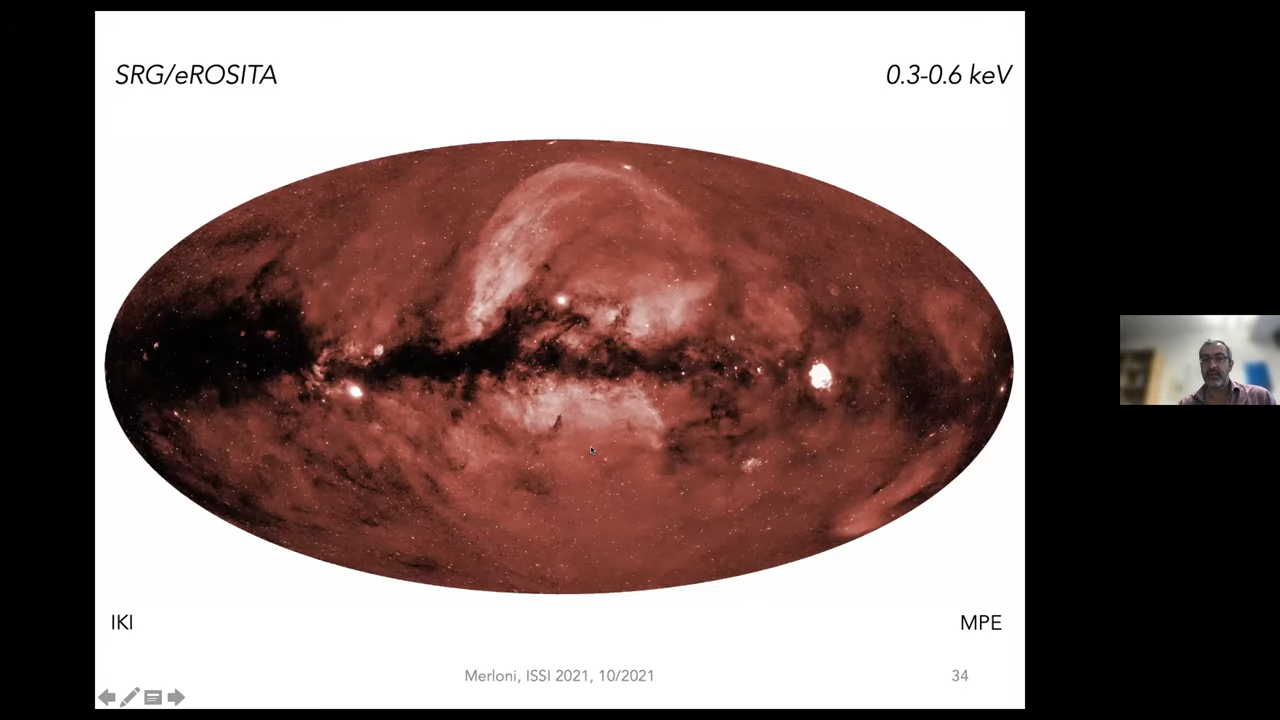 SRG/eROSITA
0.3-0.6 keV
IKI
MPE
Merloni, ISSI 2021, 10/2021
34